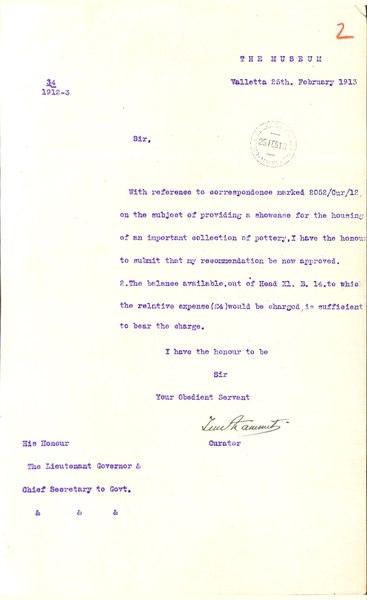 2
THE MUSEUM
34
1912-3
Valletta 25th. February 1913
25 FEB 13
Sir,
With reference to correspondence marked 2052/Cur/12,
on the subject of providing a showcase for the housing
of an important collection of pottery,I have the honour
to submit that my recommendation be now approved.
2.The balance available,out of Head XI. B. 14.to which
the relative expense(£4)would be charged,is sufficient
to bear the charge.
I have the honour to be
Sir
Your Obedient Servant
Curator
His Honour
The Lieutenant Governor &
Chief Secretary to Govt.
& & &